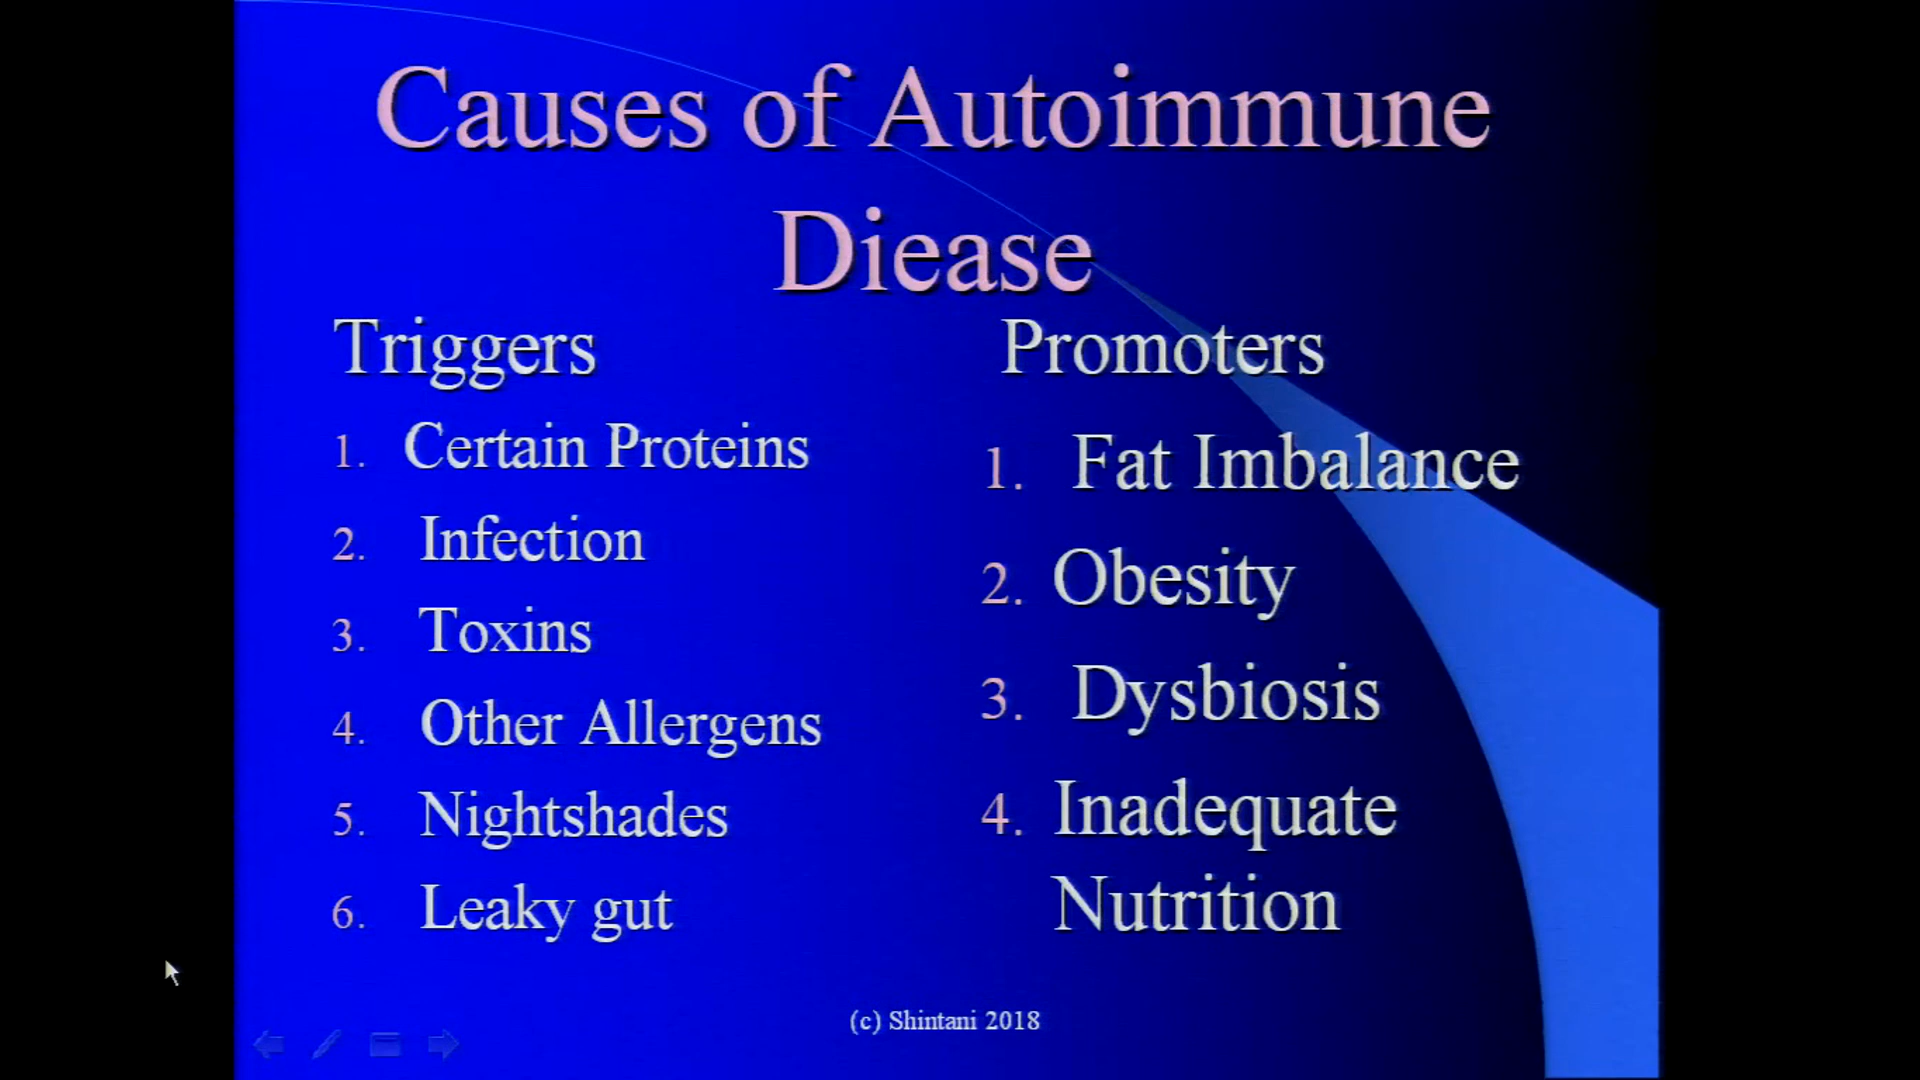 Causes of Autoimmune
Diease
Triggers
1. Certain Proteins
2. Infection
3. Toxins
4. Other Allergens
5. Nightshades
6. Leaky gut
Promoters
1. Fat Imbalance
2. Obesity
3. Dysbiosis
4. Inadequate
Nutrition
(c) Shintani 2018